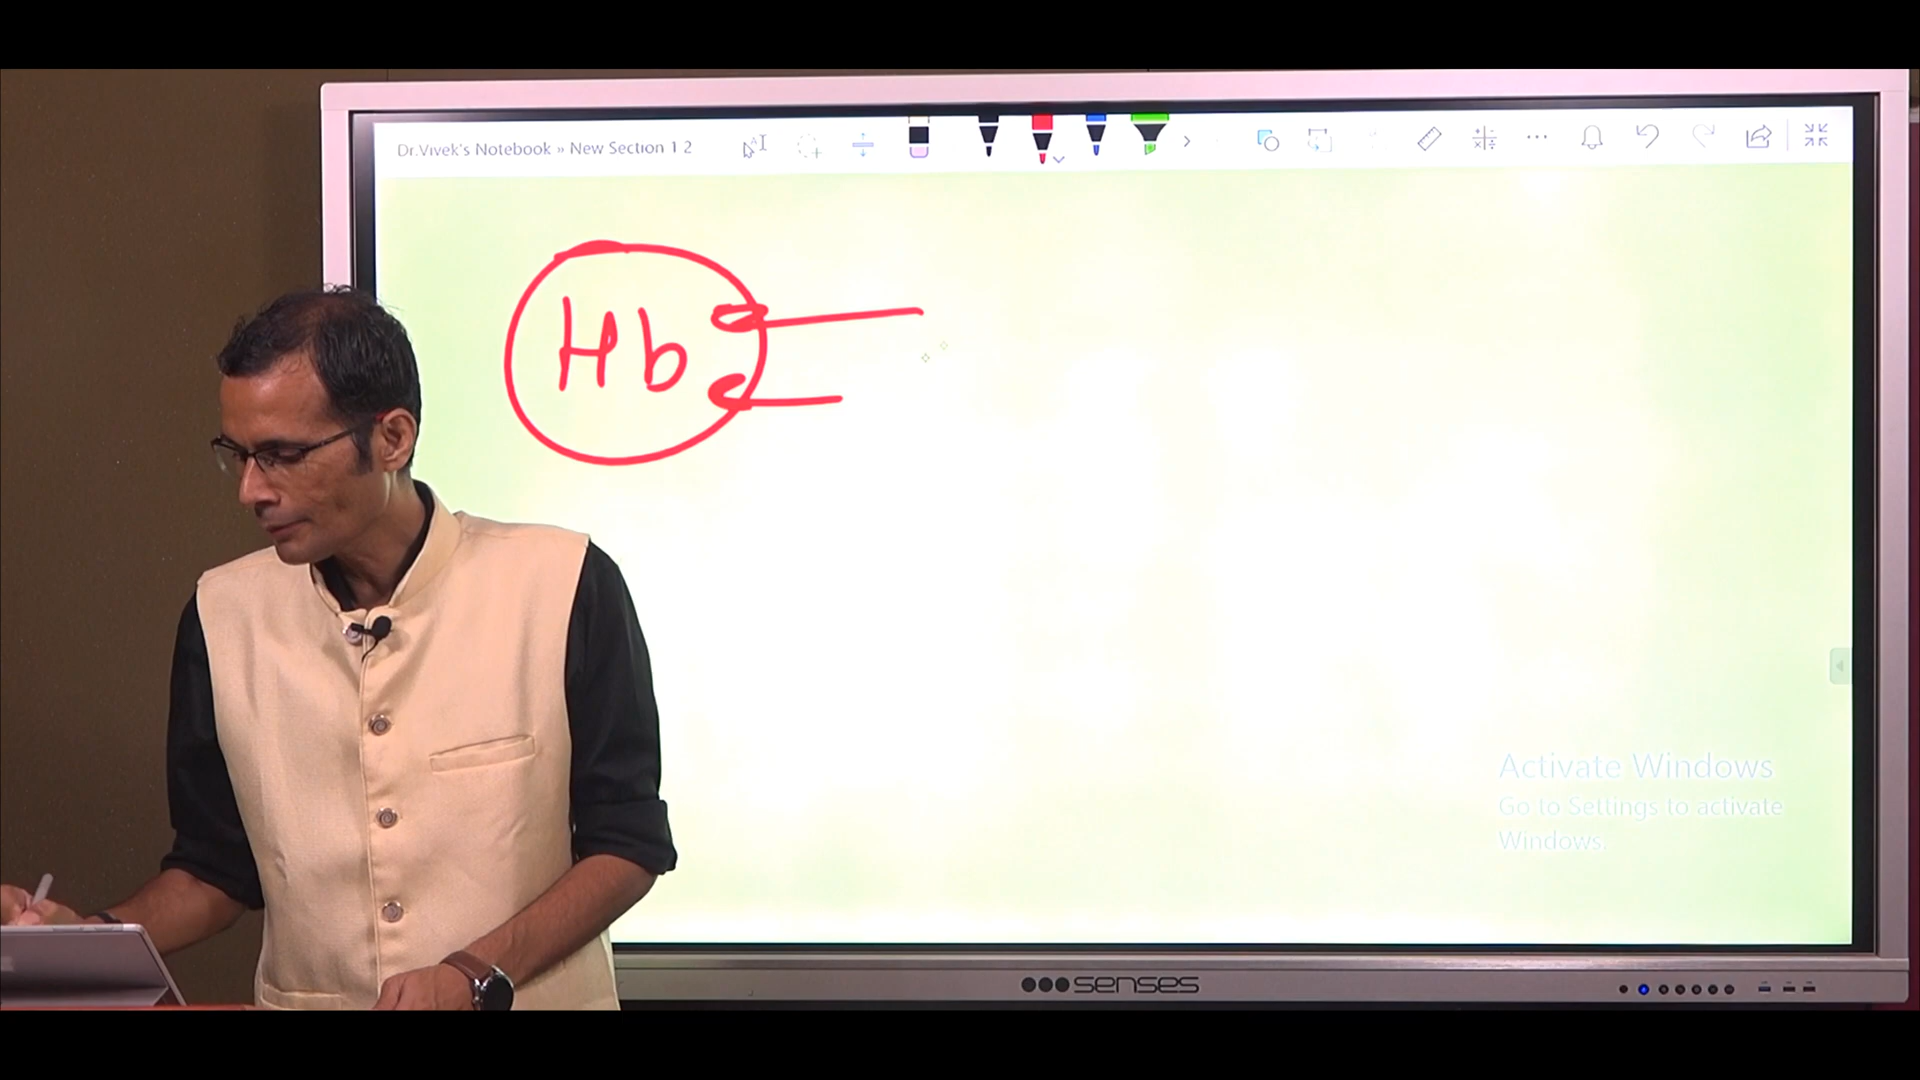 Dr.Vivek's Notebook » New Section 1 2
Hb
Activate Windows
Go to Settings to activate
Windows.
senses